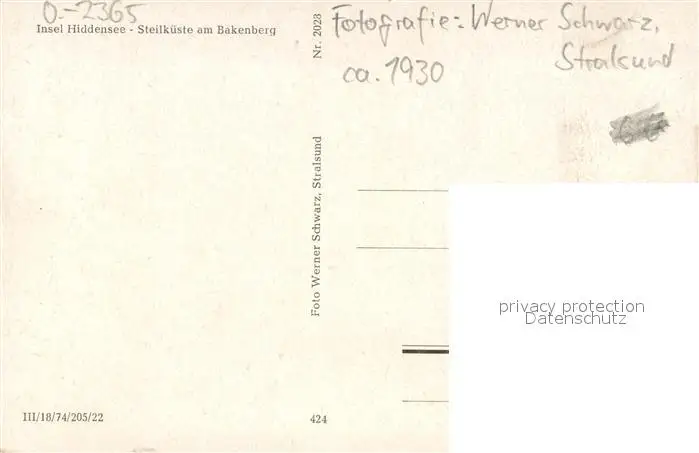 O-2365
Insel Hiddensee - Steilküste am Bakenberg
Nr. 2028
Foto Werner Schwarz, Stralsund
Fotografie: Werner Schwarz,
Stralsund
ca. 1930
privacy protection
Datenschutz
III/18/74/205/22
424